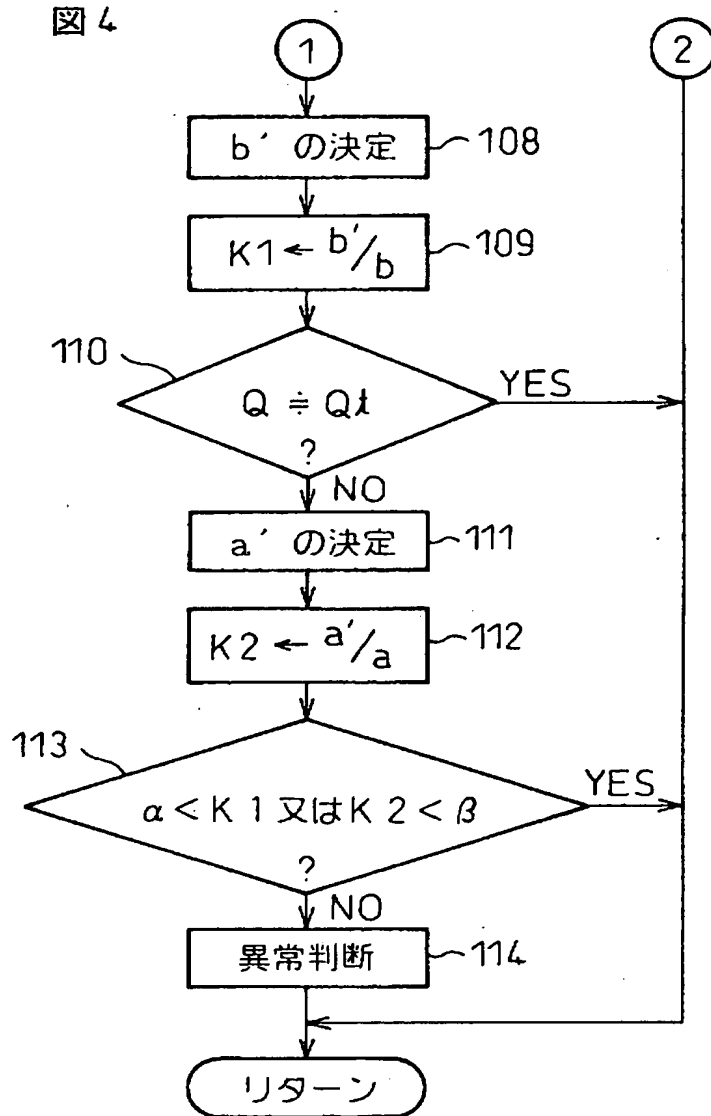 図4
1
2
b′の決定
108
K1←b′/b
109
110
Q≒Qt
?
YES
NO
a′の決定
111
K2←a′/a
112
113
α<K1又はK2<β
?
YES
NO
異常判断
114
リターン